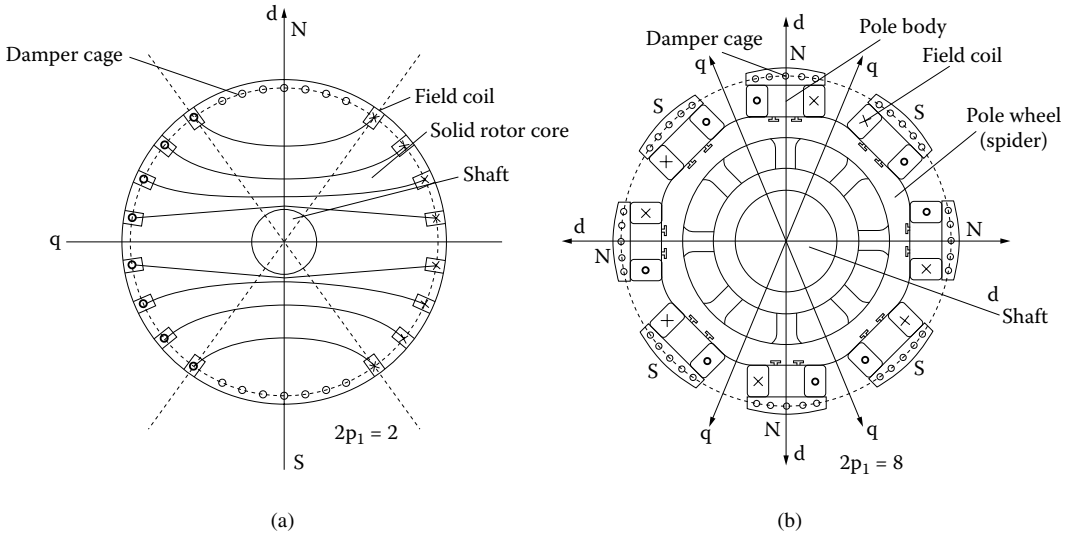 d
N
Damper cage
Field coil
Solid rotor core
Shaft
q
2p₁ = 2
S
(a)
d
Pole body
Damper cage
N
Field coil
q
q
S
S
Pole wheel
(spider)
d
N
N
d
Shaft
S
S
N
q
q
d
2p₁ = 8
(b)